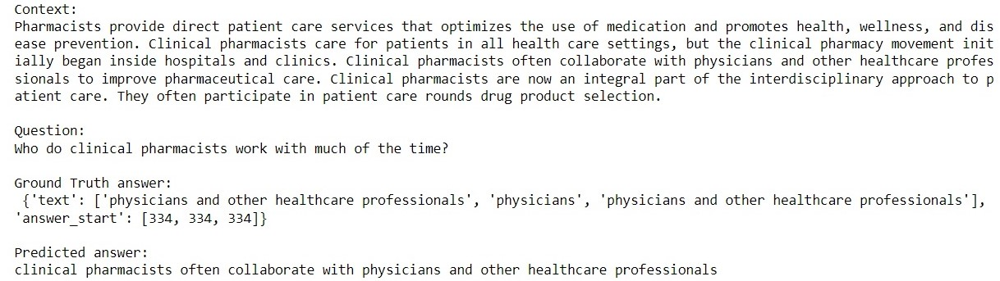 Context:
Pharmacists provide direct patient care services that optimizes the use of medication and promotes health, wellness, and dis
ease prevention. Clinical pharmacists care for patients in all health care settings, but the clinical pharmacy movement init
ially began inside hospitals and clinics. Clinical pharmacists often collaborate with physicians and other healthcare profes
sionals to improve pharmaceutical care. Clinical pharmacists are now an integral part of the interdisciplinary approach to p
atient care. They often participate in patient care rounds drug product selection.
Question:
Who do clinical pharmacists work with much of the time?
Ground Truth answer:
{'text': ['physicians and other healthcare professionals', 'physicians', 'physicians and other healthcare professionals'],
'answer_start': [334, 334, 334]}
Predicted answer:
clinical pharmacists often collaborate with physicians and other healthcare professionals